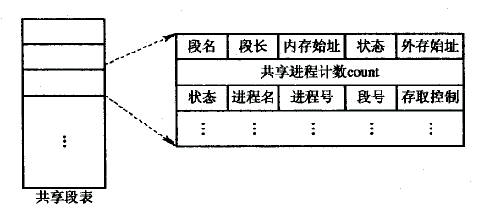 段名 段长 内存始址 状态 外存始址
共享进程计数count
状态 进程名 进程号 段号 存取控制
⋮ ⋮ ⋮ ⋮ ⋮ ⋮
共享段表